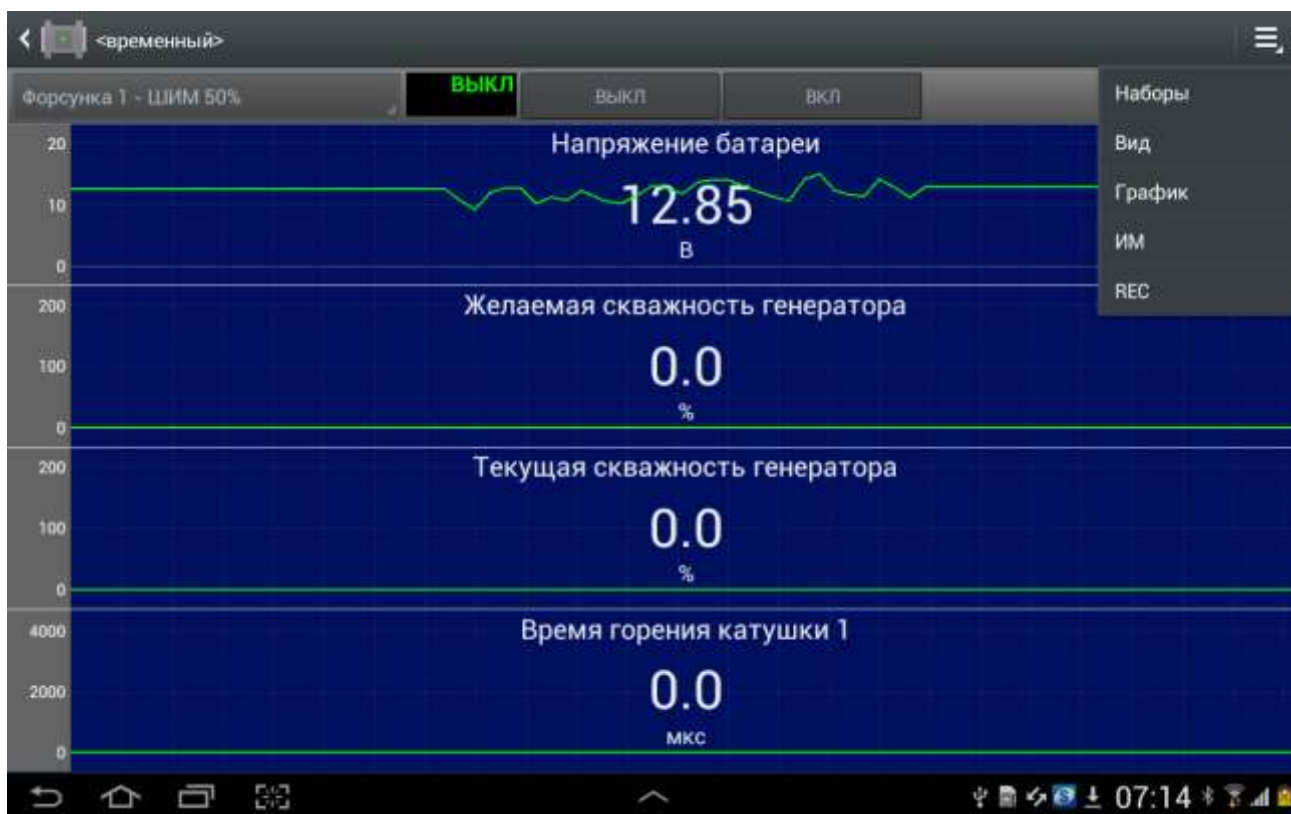 <временный>
Форсунка 1 - ШИМ 50%
ВЫКЛ
ВЫКЛ
ВКЛ
Наборы
Вид
График
ИМ
REC
20
10
0
Напряжение батареи
12.85
В
200
100
0
Желаемая скважность генератора
0.0
%
200
100
0
Текущая скважность генератора
0.0
%
4000
2000
0
Время горения катушки 1
0.0
мкс
07:14